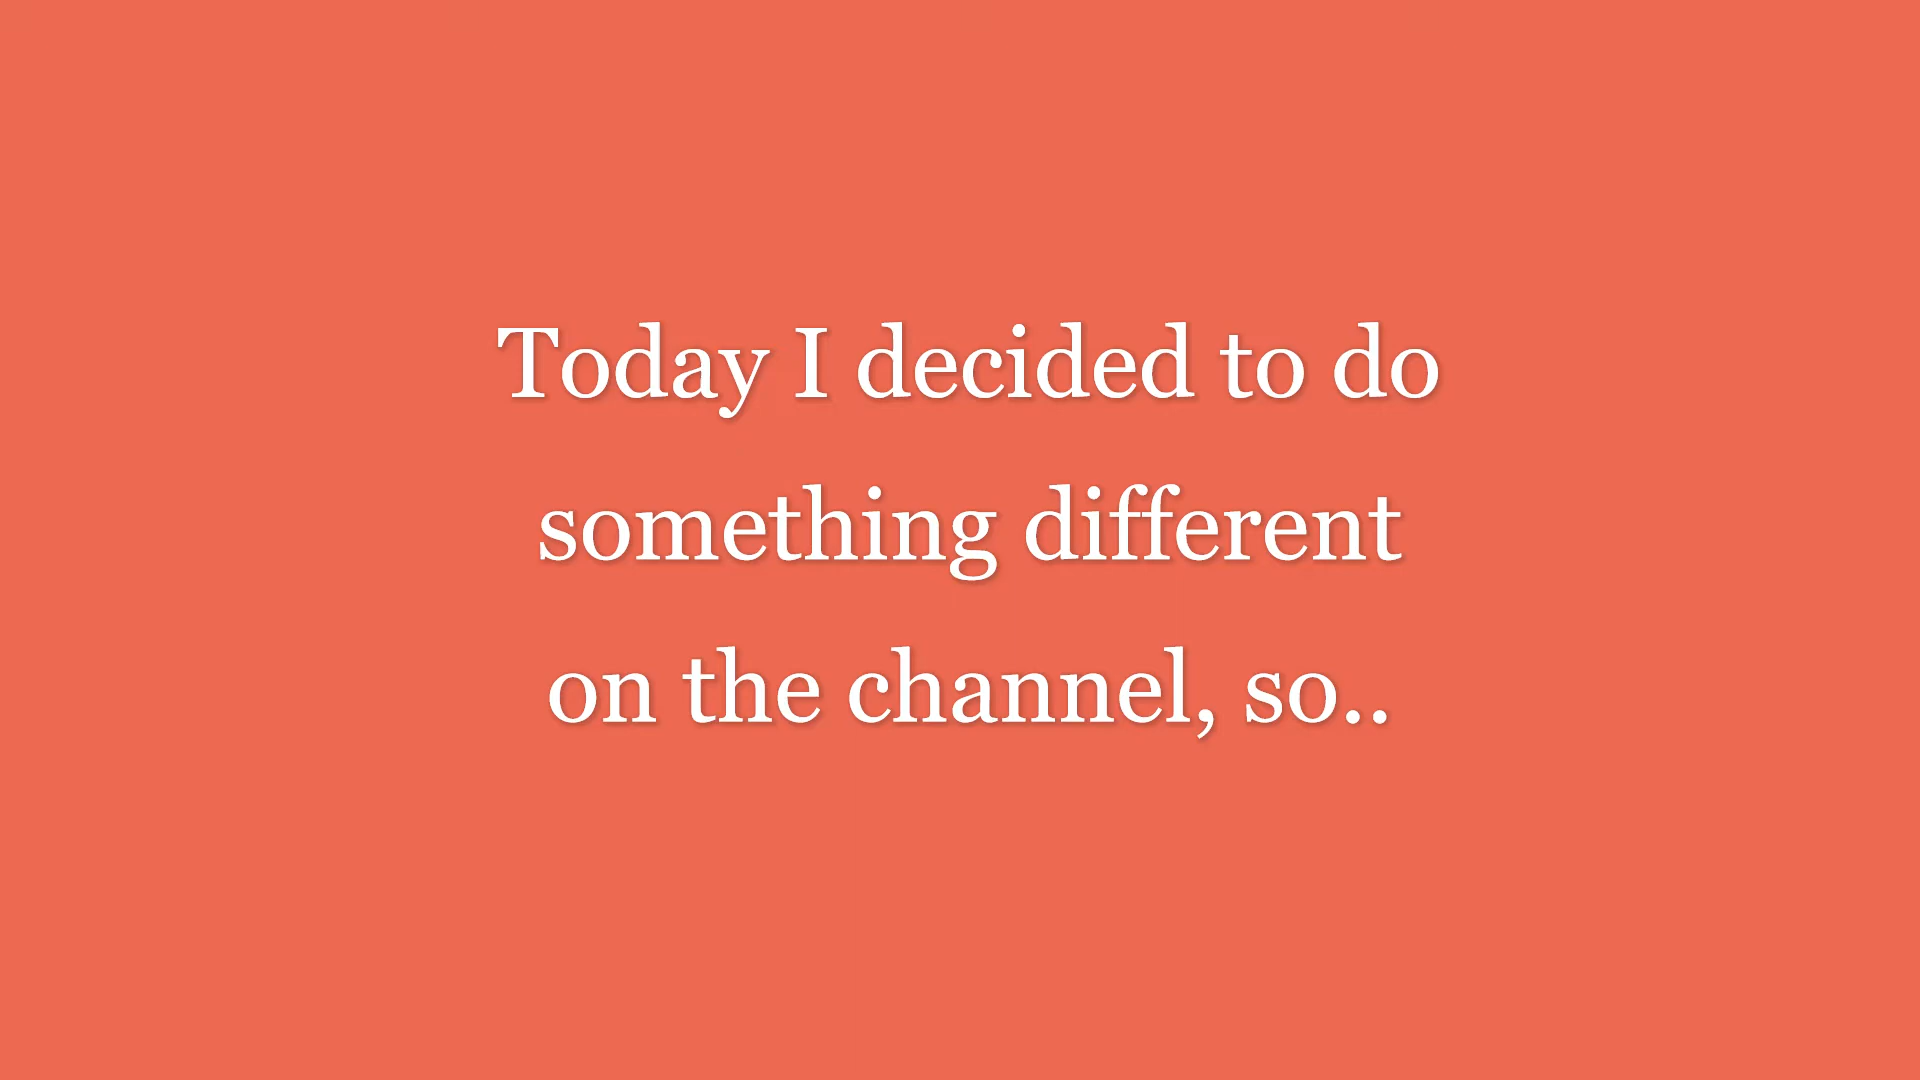 Today I decided to do
something different
on the channel, so..